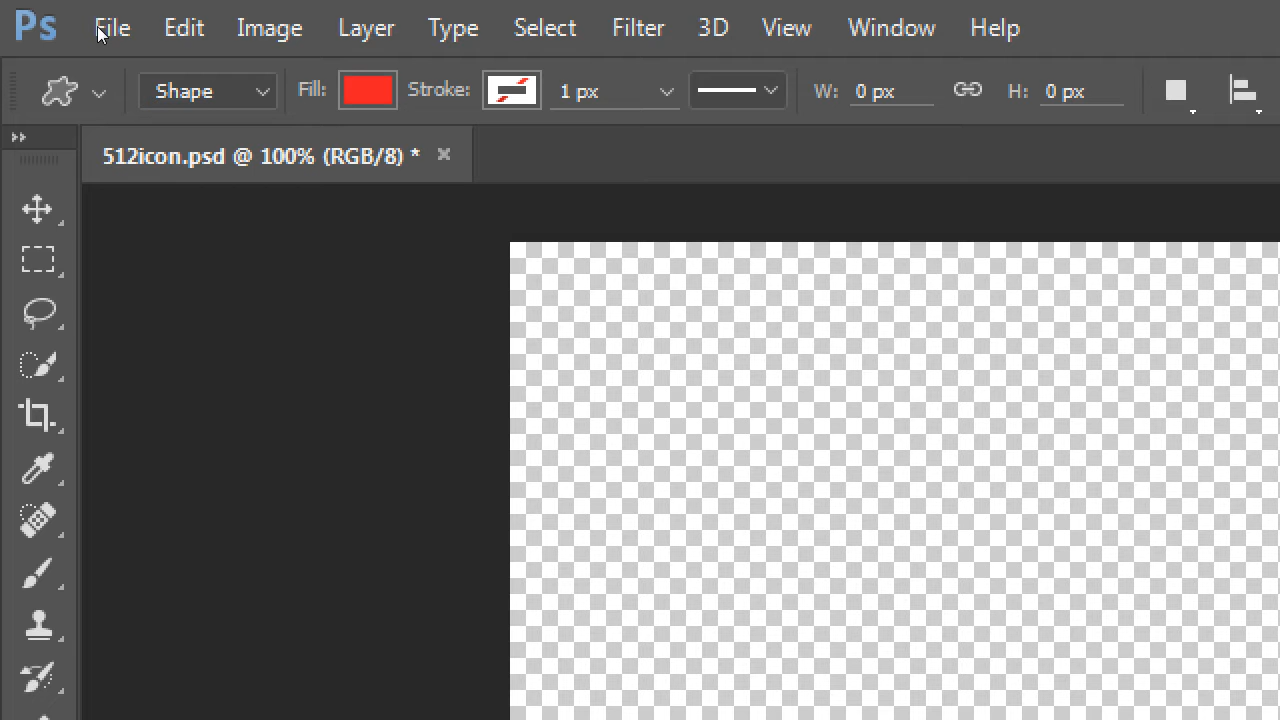 Ps File Edit Image Layer Type Select Filter 3D View Window Help
Shape Fill: Stroke: 1 px W: 0 px H: 0 px
512icon.psd @ 100% (RGB/8) *